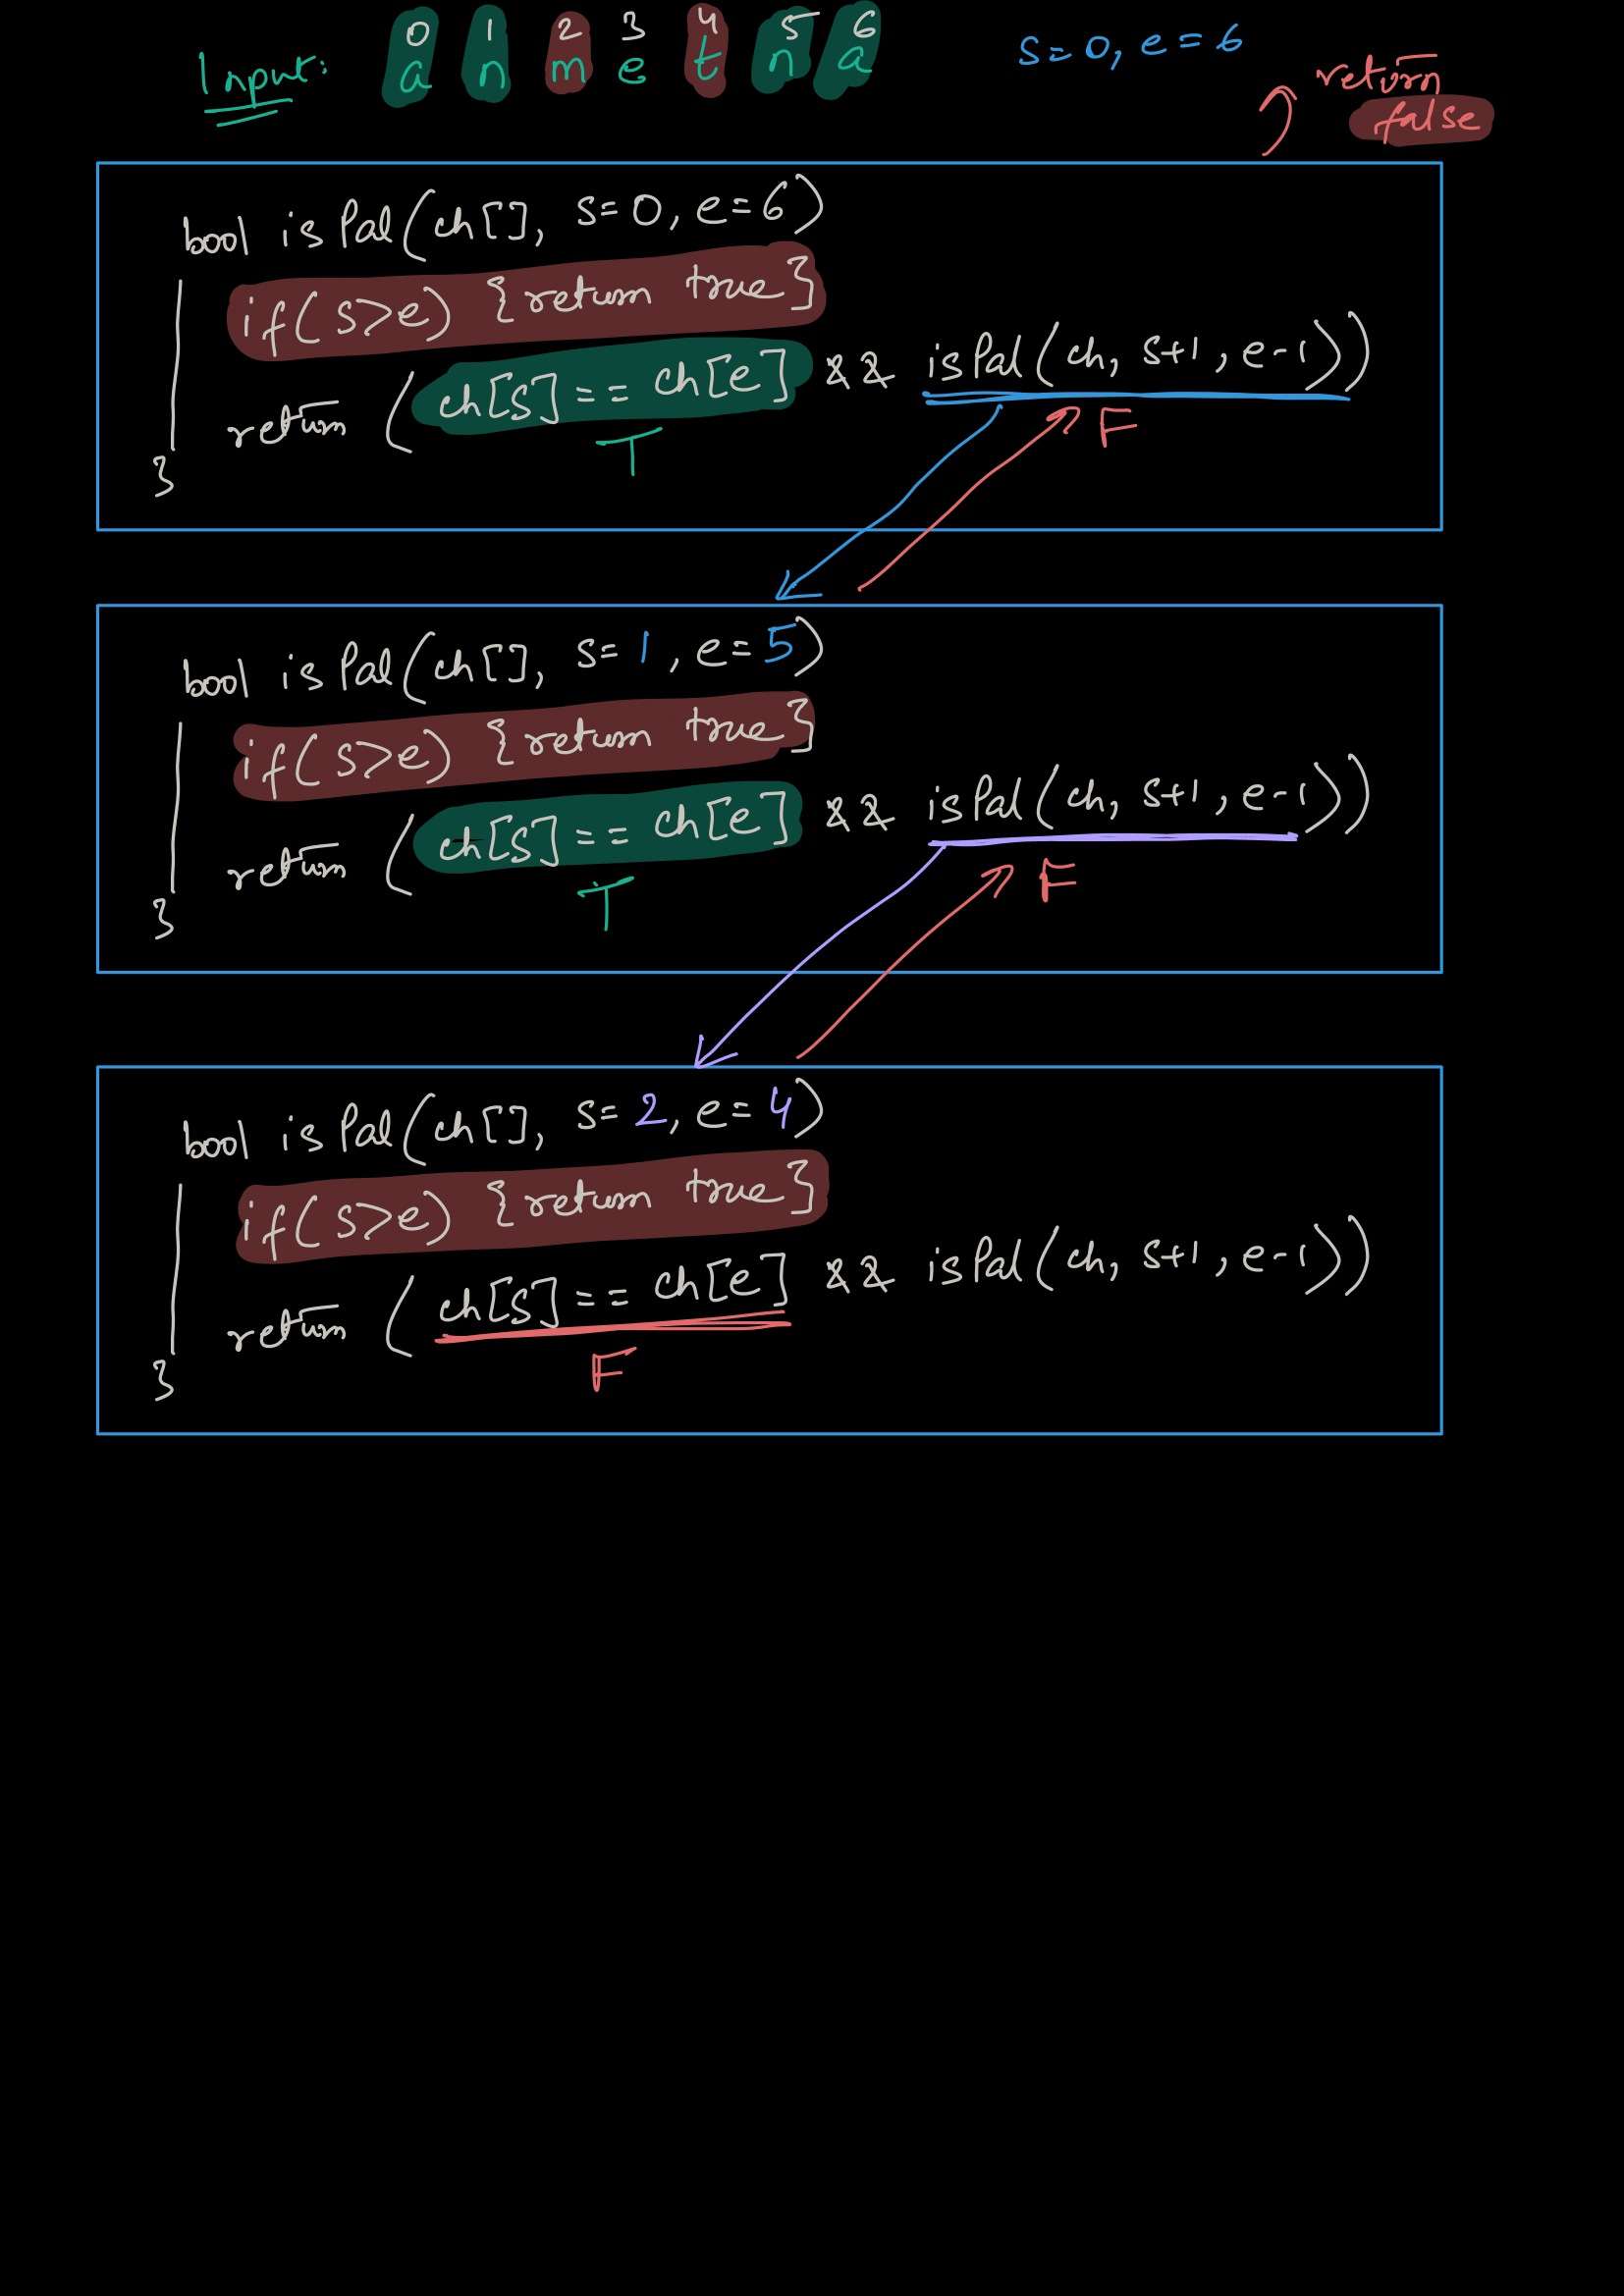 0 1 2 3 4 5 6
Input: a n m e t n a
s=0, e=6
return
false
bool isPal(ch[], s=0, e=6)
if(s>e) {return true}
return (ch[s]==ch[e] && isPal(ch, s+1, e-1))
T
F
}
bool isPal(ch[], s=1, e=5)
if(s>e) {return true}
return (ch[s]==ch[e] && isPal(ch, s+1, e-1))
T
F
}
bool isPal(ch[], s=2, e=4)
if(s>e) {return true}
return (ch[s]==ch[e] && isPal(ch, s+1, e-1))
F
}